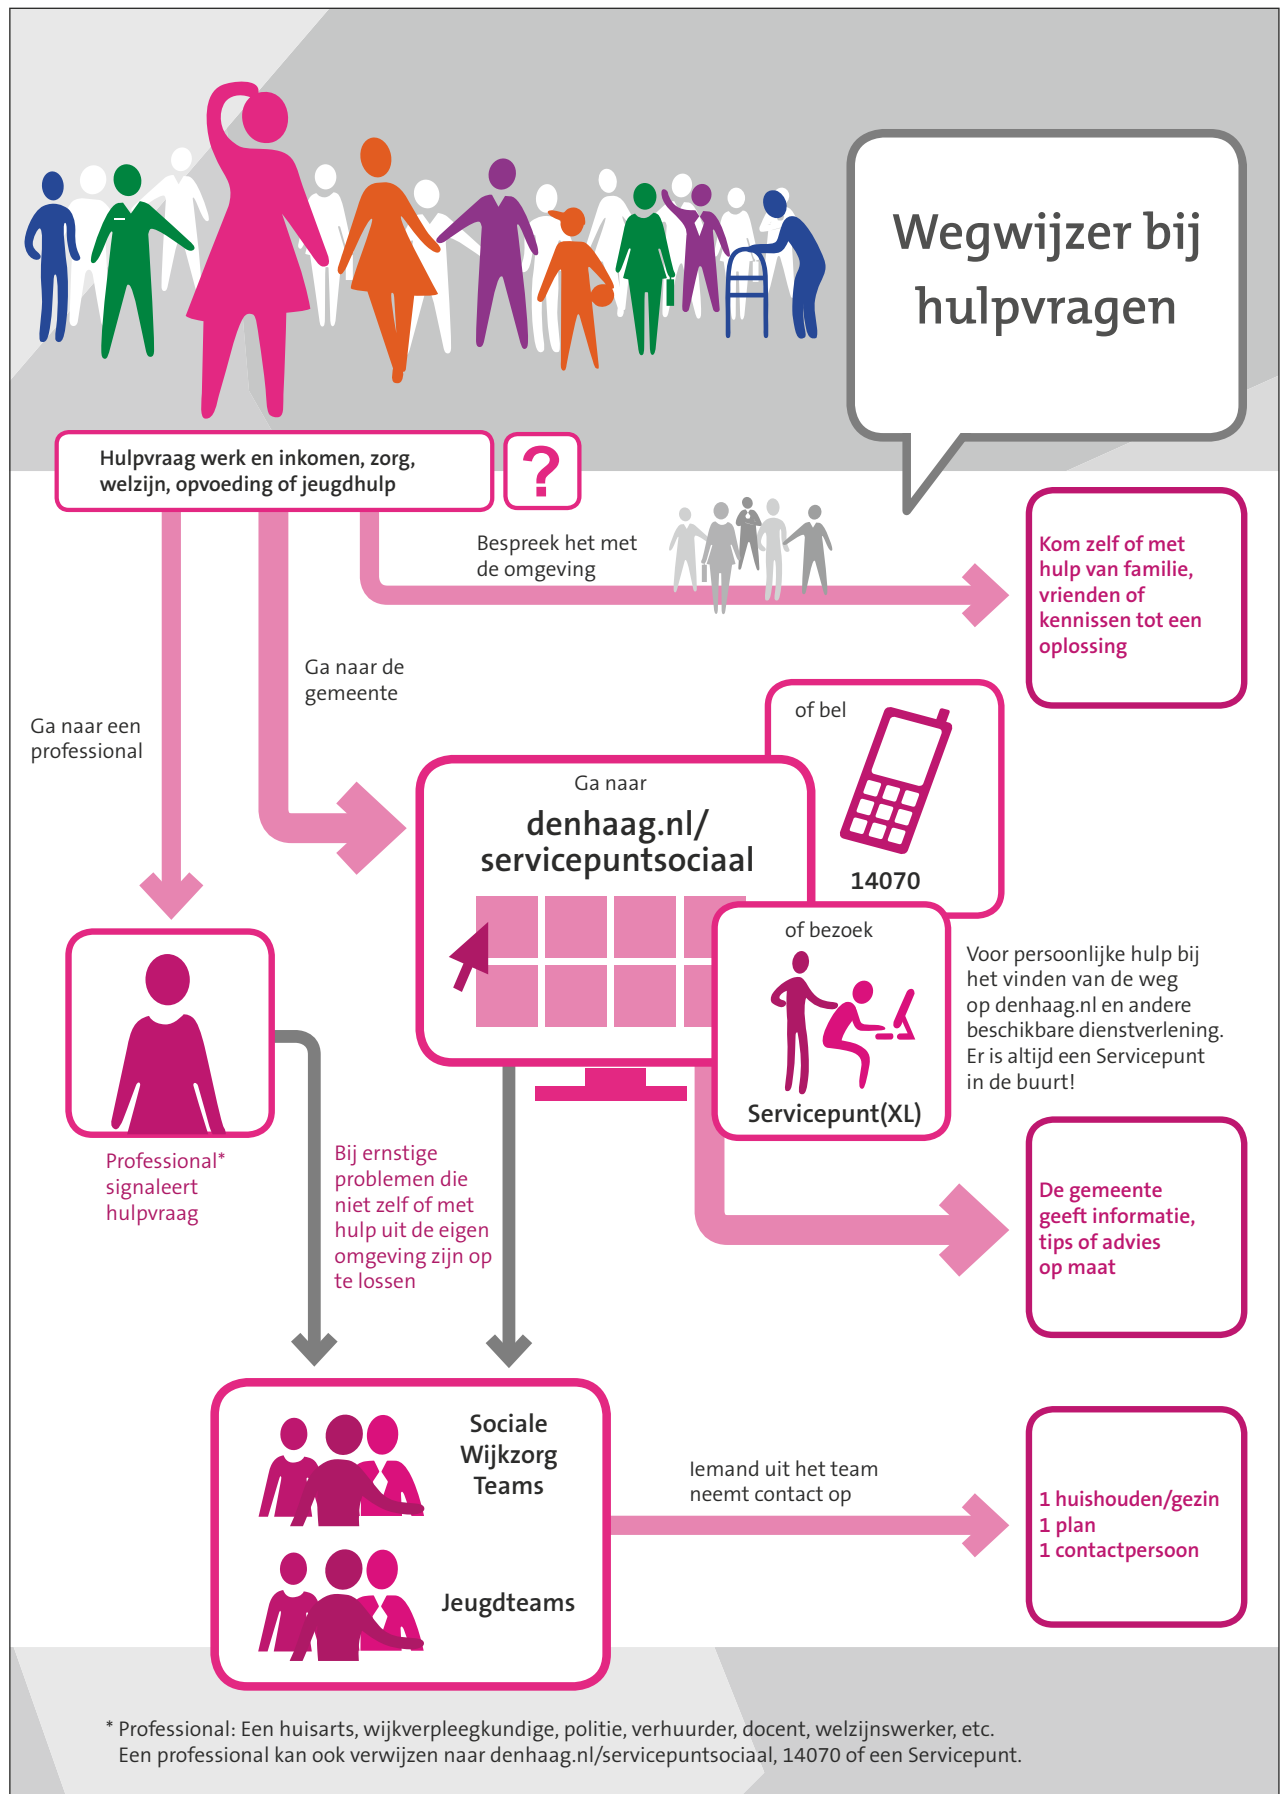 Wegwijzer bij
hulpvragen
Hulpvraag werk en inkomen, zorg,
welzijn, opvoeding of jeugdhulp
?
Bespreek het met
de omgeving
Kom zelf of met
hulp van familie,
vrienden of
kennissen tot een
oplossing
Ga naar de
gemeente
Ga naar een
professional
of bel
14070
Ga naar
denhaag.nl/
servicepuntsociaal
of bezoek
Servicepunt(XL)
Voor persoonlijke hulp bij
het vinden van de weg
op denhaag.nl en andere
beschikbare dienstverlening.
Er is altijd een Servicepunt
in de buurt!
Professional*
signaleert
hulpvraag
Bij ernstige
problemen die
niet zelf of met
hulp uit de eigen
omgeving zijn op
te lossen
De gemeente
geeft informatie,
tips of advies
op maat
Sociale
Wijkzorg
Teams
Jeugdteams
Iemand uit het team
neemt contact op
1 huishouden/gezin
1 plan
1 contactpersoon
* Professional: Een huisarts, wijkverpleegkundige, politie, verhuurder, docent, welzijnswerker, etc.
Een professional kan ook verwijzen naar denhaag.nl/servicepuntsociaal, 14070 of een Servicepunt.